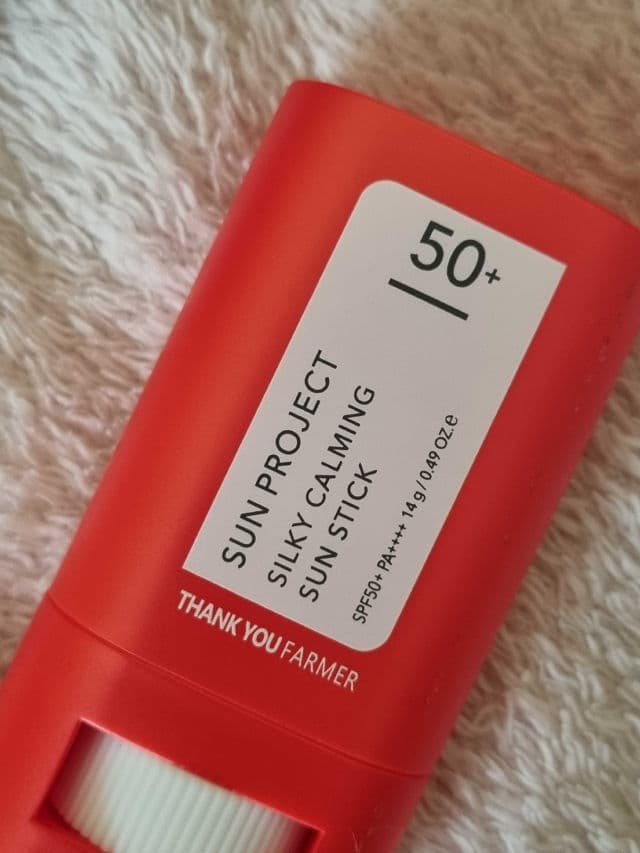 50+
SUN PROJECT
SILKY CALMING
SUN STICK
SPF50+ PA++++ 14 g / 0.49 OZ.e
THANK YOU FARMER